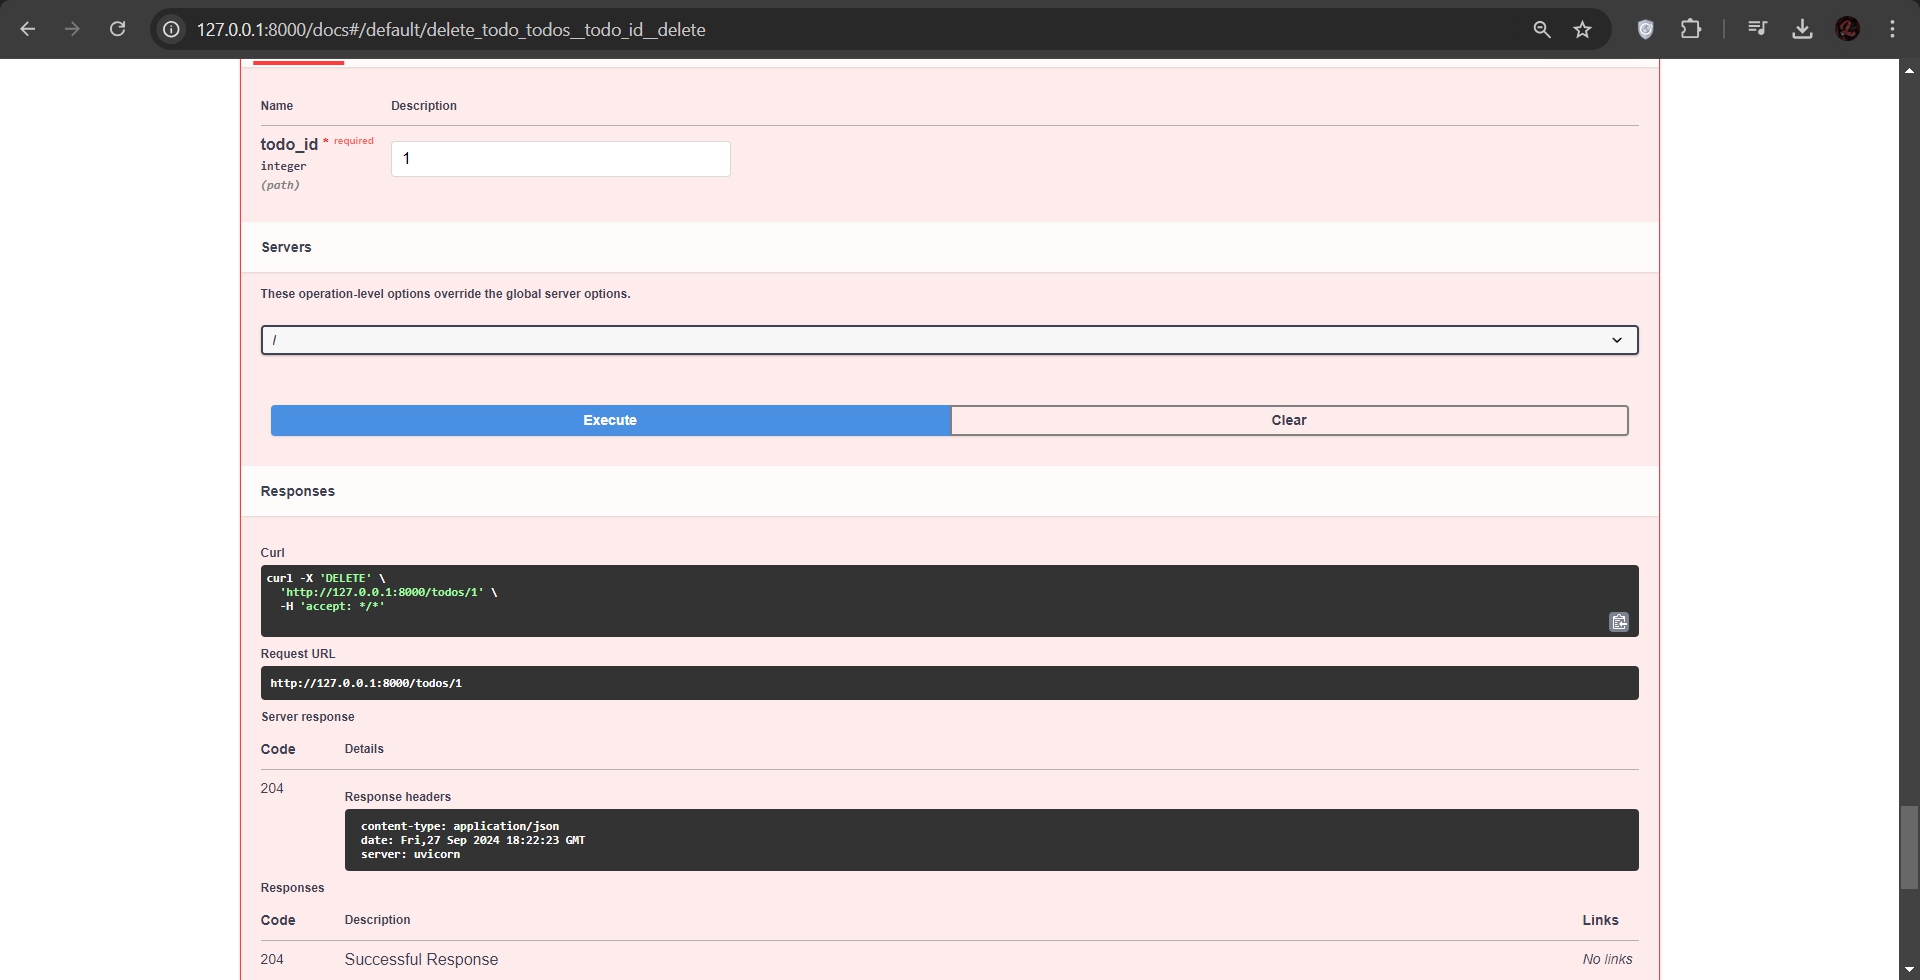 127.0.0.1:8000/docs#/default/delete_todo_todos__todo_id__delete
Name Description
todo_id * required
integer
(path)
1
Servers
These operation-level options override the global server options.
/
Execute Clear
Responses
Curl
curl -X 'DELETE' \
'http://127.0.0.1:8000/todos/1' \
-H 'accept: */*'
Request URL
http://127.0.0.1:8000/todos/1
Server response
Code Details
204
Response headers
content-type: application/json
date: Fri,27 Sep 2024 18:22:23 GMT
server: uvicorn
Responses
Code Description Links
204 Successful Response No links